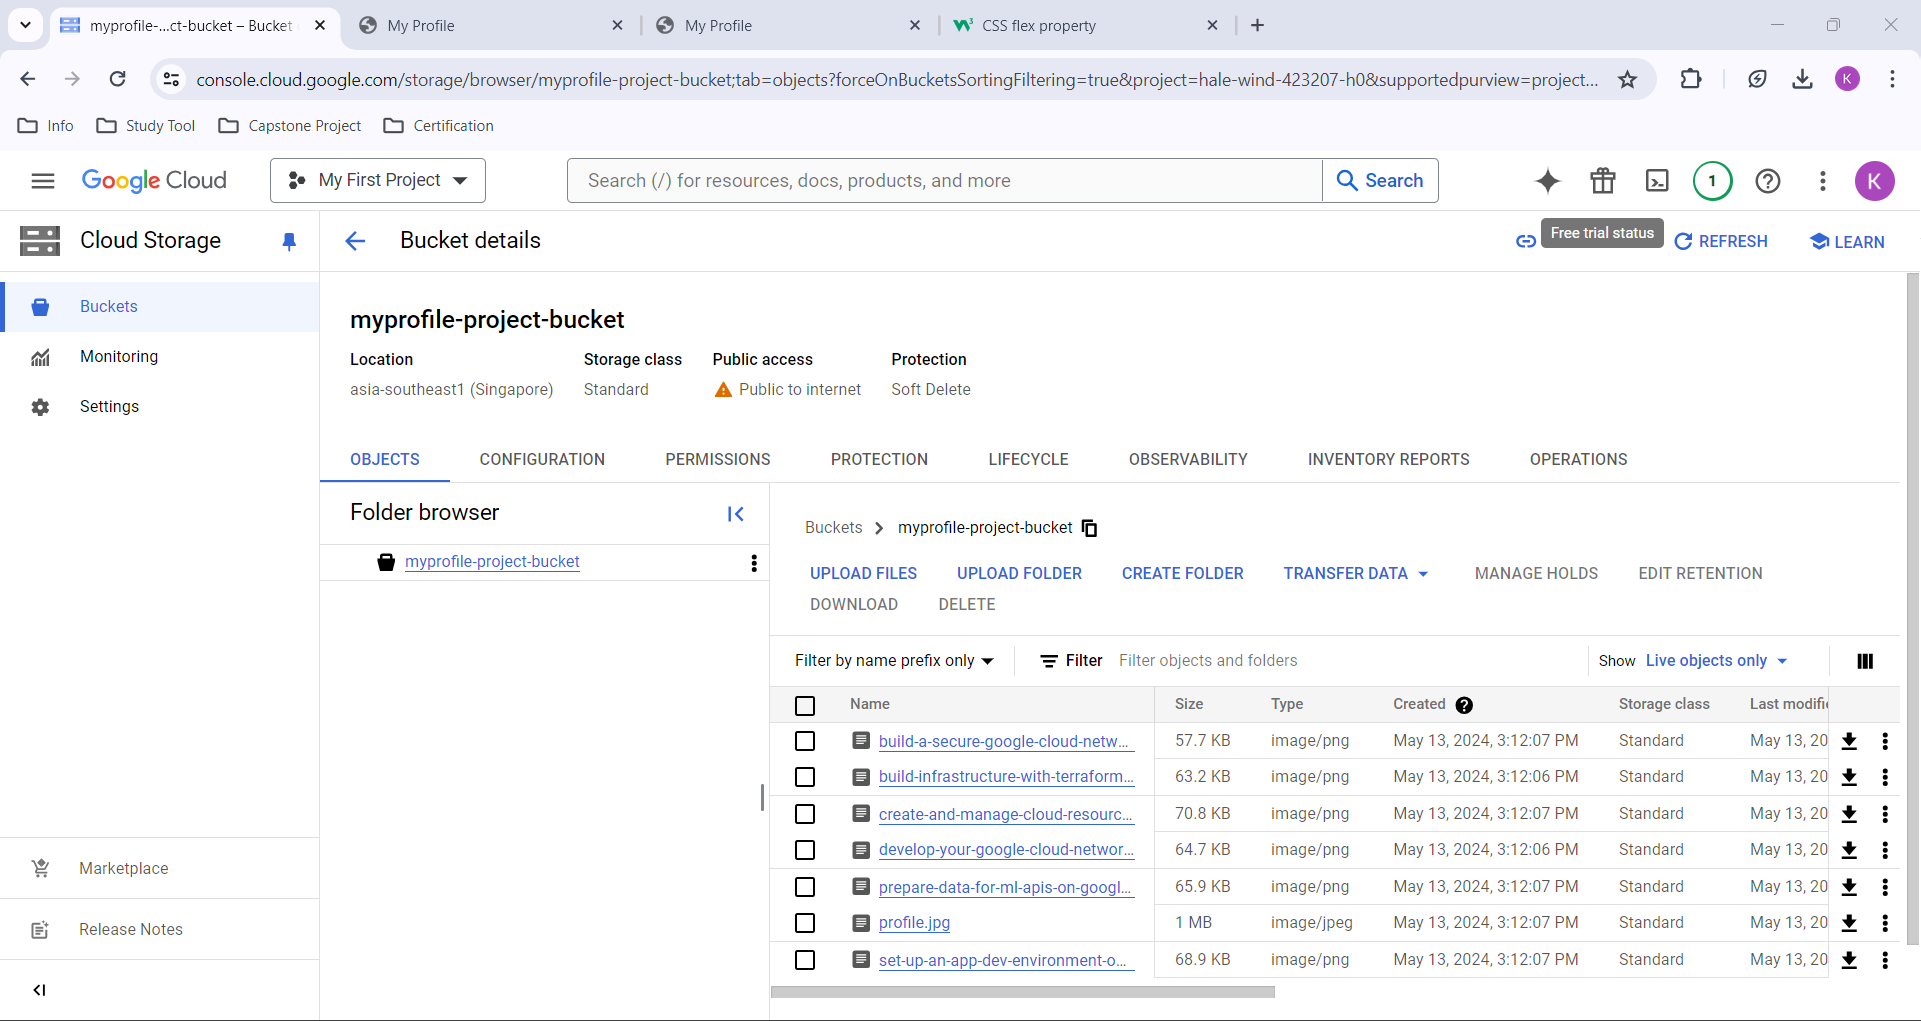 myprofile-...ct-bucket – Bucket
My Profile
My Profile
CSS flex property
console.cloud.google.com/storage/browser/myprofile-project-bucket;tab=objects?forceOnBucketsSortingFiltering=true&project=hale-wind-423207-h0&supportedpurview=project...
K
Info
Study Tool
Capstone Project
Certification
Google Cloud
My First Project
Search (/) for resources, docs, products, and more
Search
1
K
Cloud Storage
Bucket details
Free trial status
REFRESH
LEARN
Buckets
Monitoring
Settings
Marketplace
Release Notes
myprofile-project-bucket
Location Storage class Public access Protection
asia-southeast1 (Singapore) Standard Public to internet Soft Delete
OBJECTS CONFIGURATION PERMISSIONS PROTECTION LIFECYCLE OBSERVABILITY INVENTORY REPORTS OPERATIONS
Folder browser
myprofile-project-bucket
Buckets myprofile-project-bucket
UPLOAD FILES UPLOAD FOLDER CREATE FOLDER TRANSFER DATA MANAGE HOLDS EDIT RETENTION
DOWNLOAD DELETE
Filter by name prefix only Filter Filter objects and folders Show Live objects only
Name Size Type Created Storage class Last modifi
build-a-secure-google-cloud-netw... 57.7 KB image/png May 13, 2024, 3:12:07 PM Standard May 13, 20
build-infrastructure-with-terraform... 63.2 KB image/png May 13, 2024, 3:12:06 PM Standard May 13, 20
create-and-manage-cloud-resourc... 70.8 KB image/png May 13, 2024, 3:12:07 PM Standard May 13, 20
develop-your-google-cloud-networ... 64.7 KB image/png May 13, 2024, 3:12:06 PM Standard May 13, 20
prepare-data-for-ml-apis-on-googl... 65.9 KB image/png May 13, 2024, 3:12:07 PM Standard May 13, 20
profile.jpg 1 MB image/jpeg May 13, 2024, 3:12:07 PM Standard May 13, 20
set-up-an-app-dev-environment-o... 68.9 KB image/png May 13, 2024, 3:12:07 PM Standard May 13, 20